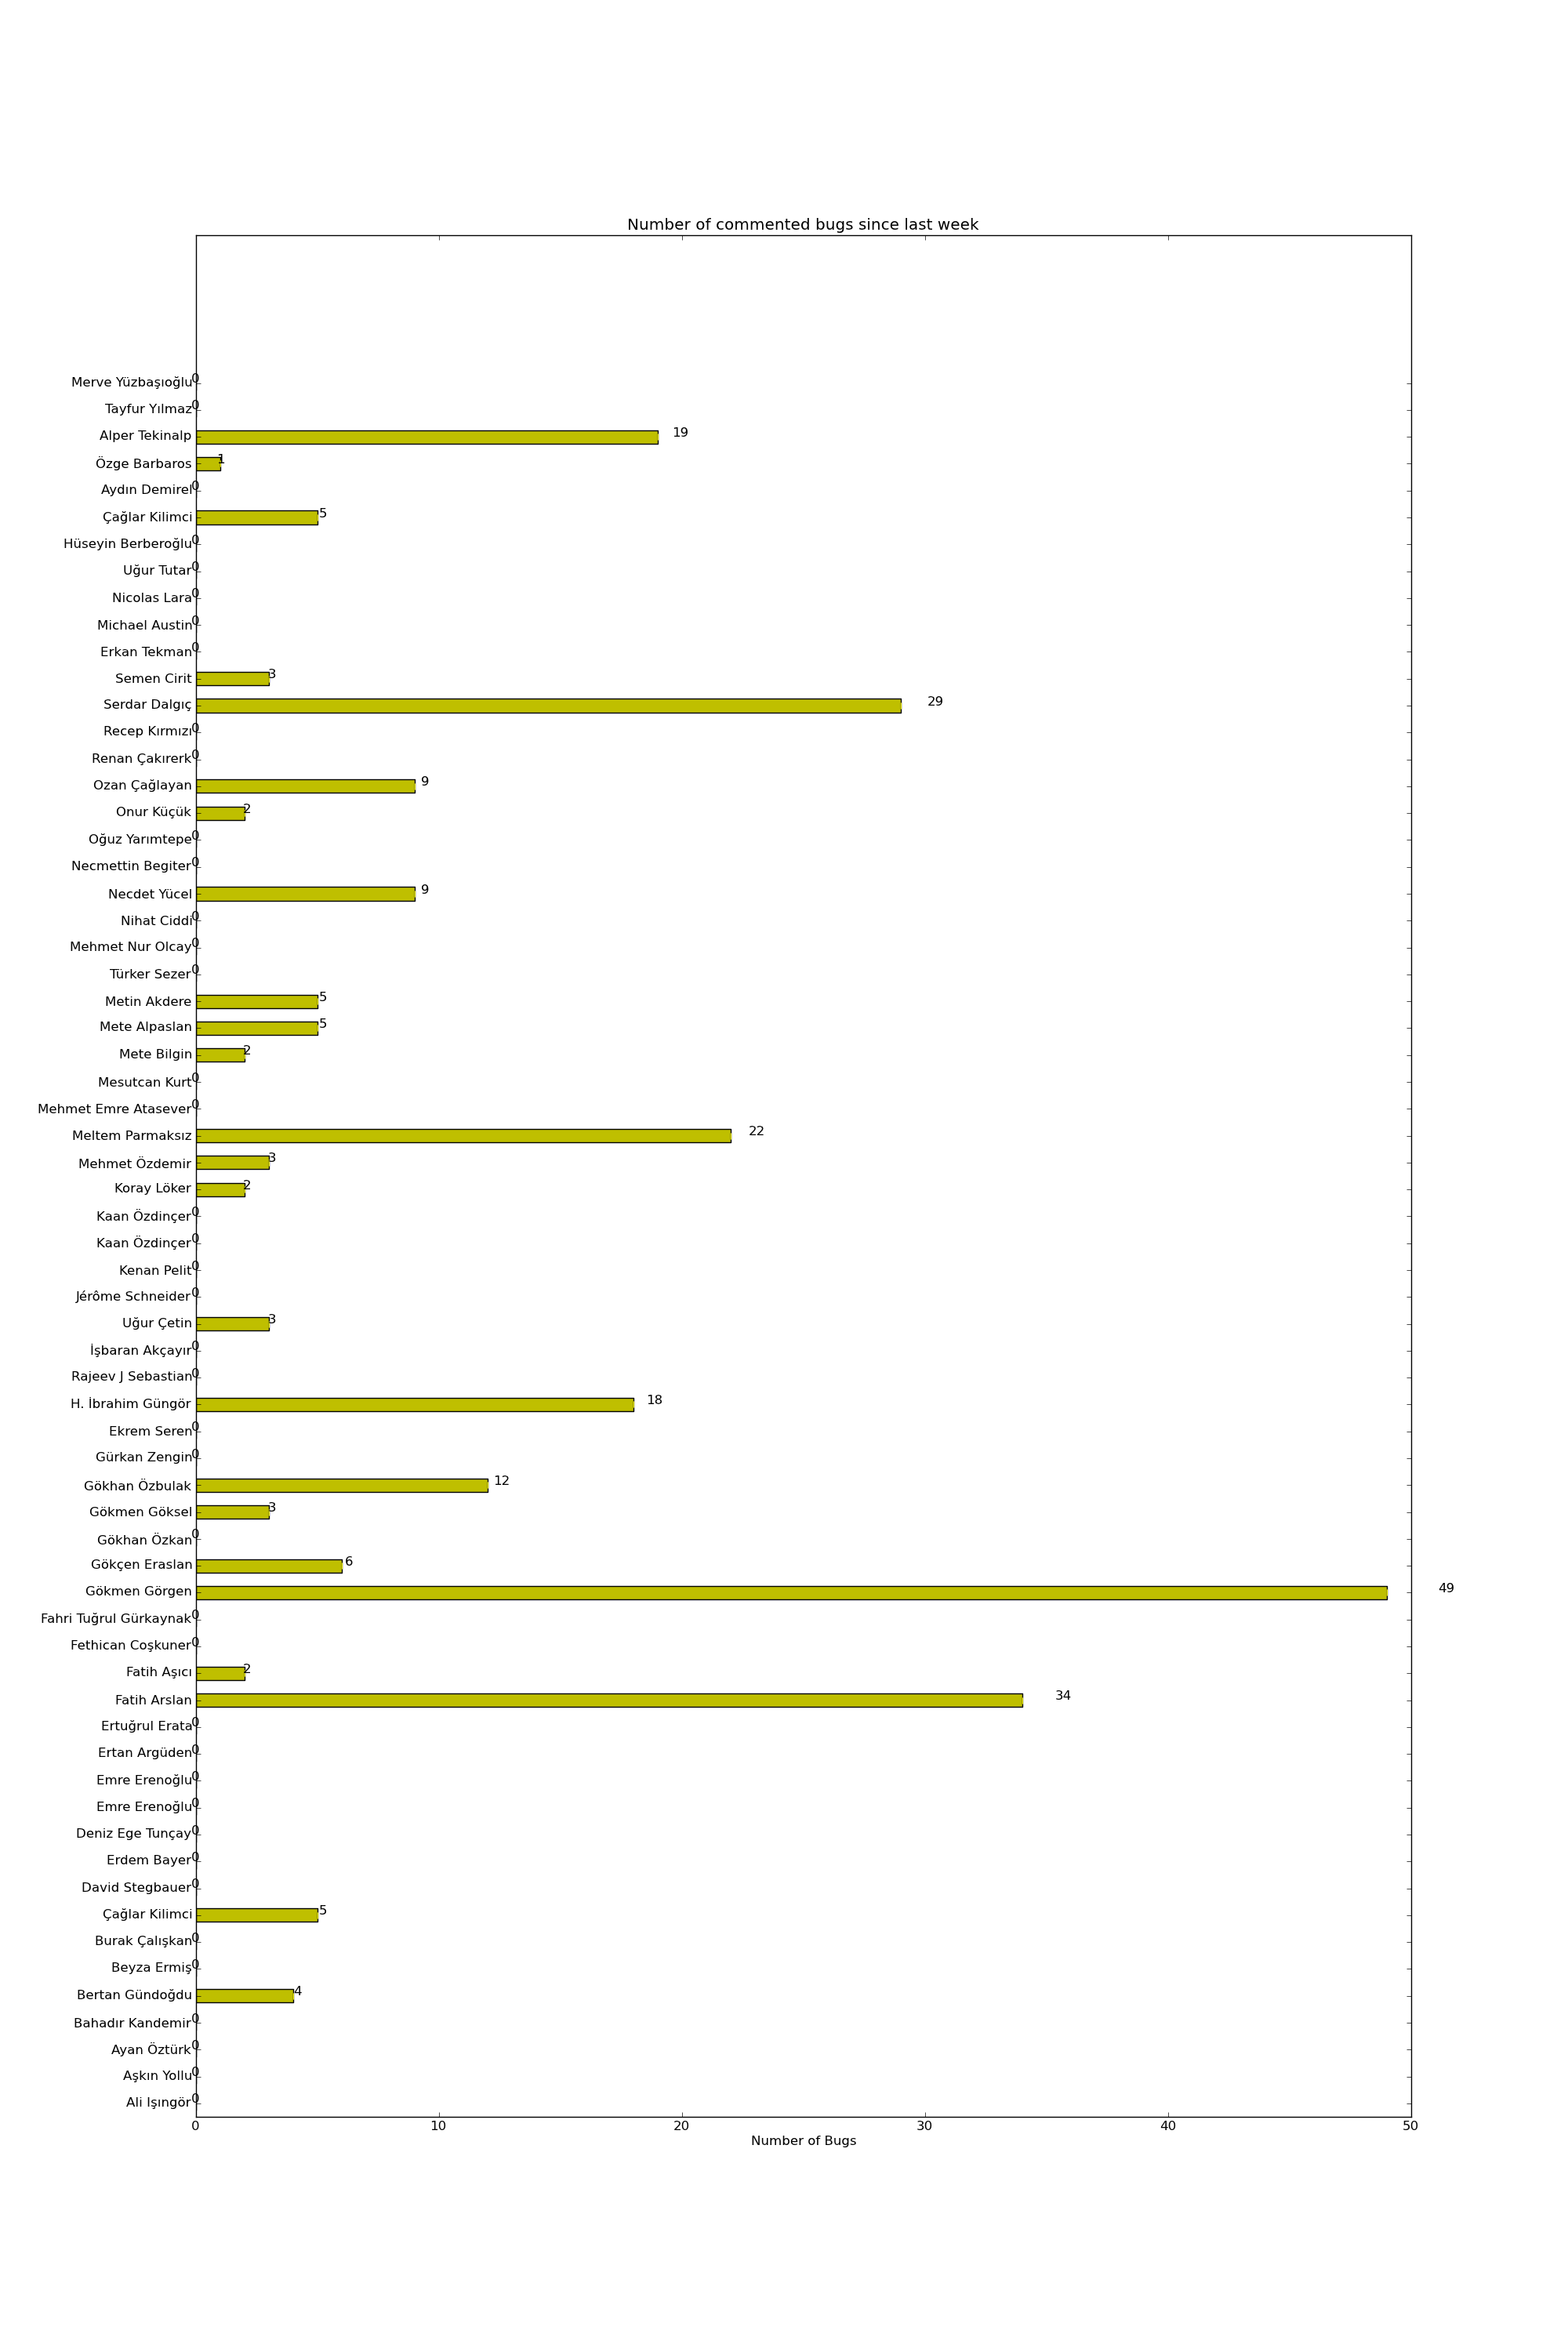 Number of commented bugs since last week
Merve Yüzbaşıoğlu 0
Tayfur Yılmaz 0
Alper Tekinalp 19
Özge Barbaros 1
Aydın Demirel 0
Çağlar Kilimci 5
Hüseyin Berberoğlu 0
Uğur Tutar 0
Nicolas Lara 0
Michael Austin 0
Erkan Tekman 0
Semen Cirit 3
Serdar Dalgıç 29
Recep Kırmızı 0
Renan Çakırerk 0
Ozan Çağlayan 9
Onur Küçük 2
Oğuz Yarımtepe 0
Necmettin Begiter 0
Necdet Yücel 9
Nihat Ciddi 0
Mehmet Nur Olcay 0
Türker Sezer 0
Metin Akdere 5
Mete Alpaslan 5
Mete Bilgin 2
Mesutcan Kurt 0
Mehmet Emre Atasever 0
Meltem Parmaksız 22
Mehmet Özdemir 3
Koray Löker 2
Kaan Özdinçer 0
Kaan Özdinçer 0
Kenan Pelit 0
Jérôme Schneider 0
Uğur Çetin 3
İşbaran Akçayır 0
Rajeev J Sebastian 0
H. İbrahim Güngör 18
Ekrem Seren 0
Gürkan Zengin 0
Gökhan Özbulak 12
Gökmen Göksel 3
Gökhan Özkan 0
Gökçen Eraslan 6
Gökmen Görgen 49
Fahri Tuğrul Gürkaynak 0
Fethican Coşkuner 0
Fatih Aşıcı 2
Fatih Arslan 34
Ertuğrul Erata 0
Ertan Argüden 0
Emre Erenoğlu 0
Emre Erenoğlu 0
Deniz Ege Tunçay 0
Erdem Bayer 0
David Stegbauer 0
Çağlar Kilimci 5
Burak Çalışkan 0
Beyza Ermiş 0
Bertan Gündoğdu 4
Bahadır Kandemir 0
Ayan Öztürk 0
Aşkın Yollu 0
Ali Işıngör 0
0 10 20 30 40 50
Number of Bugs